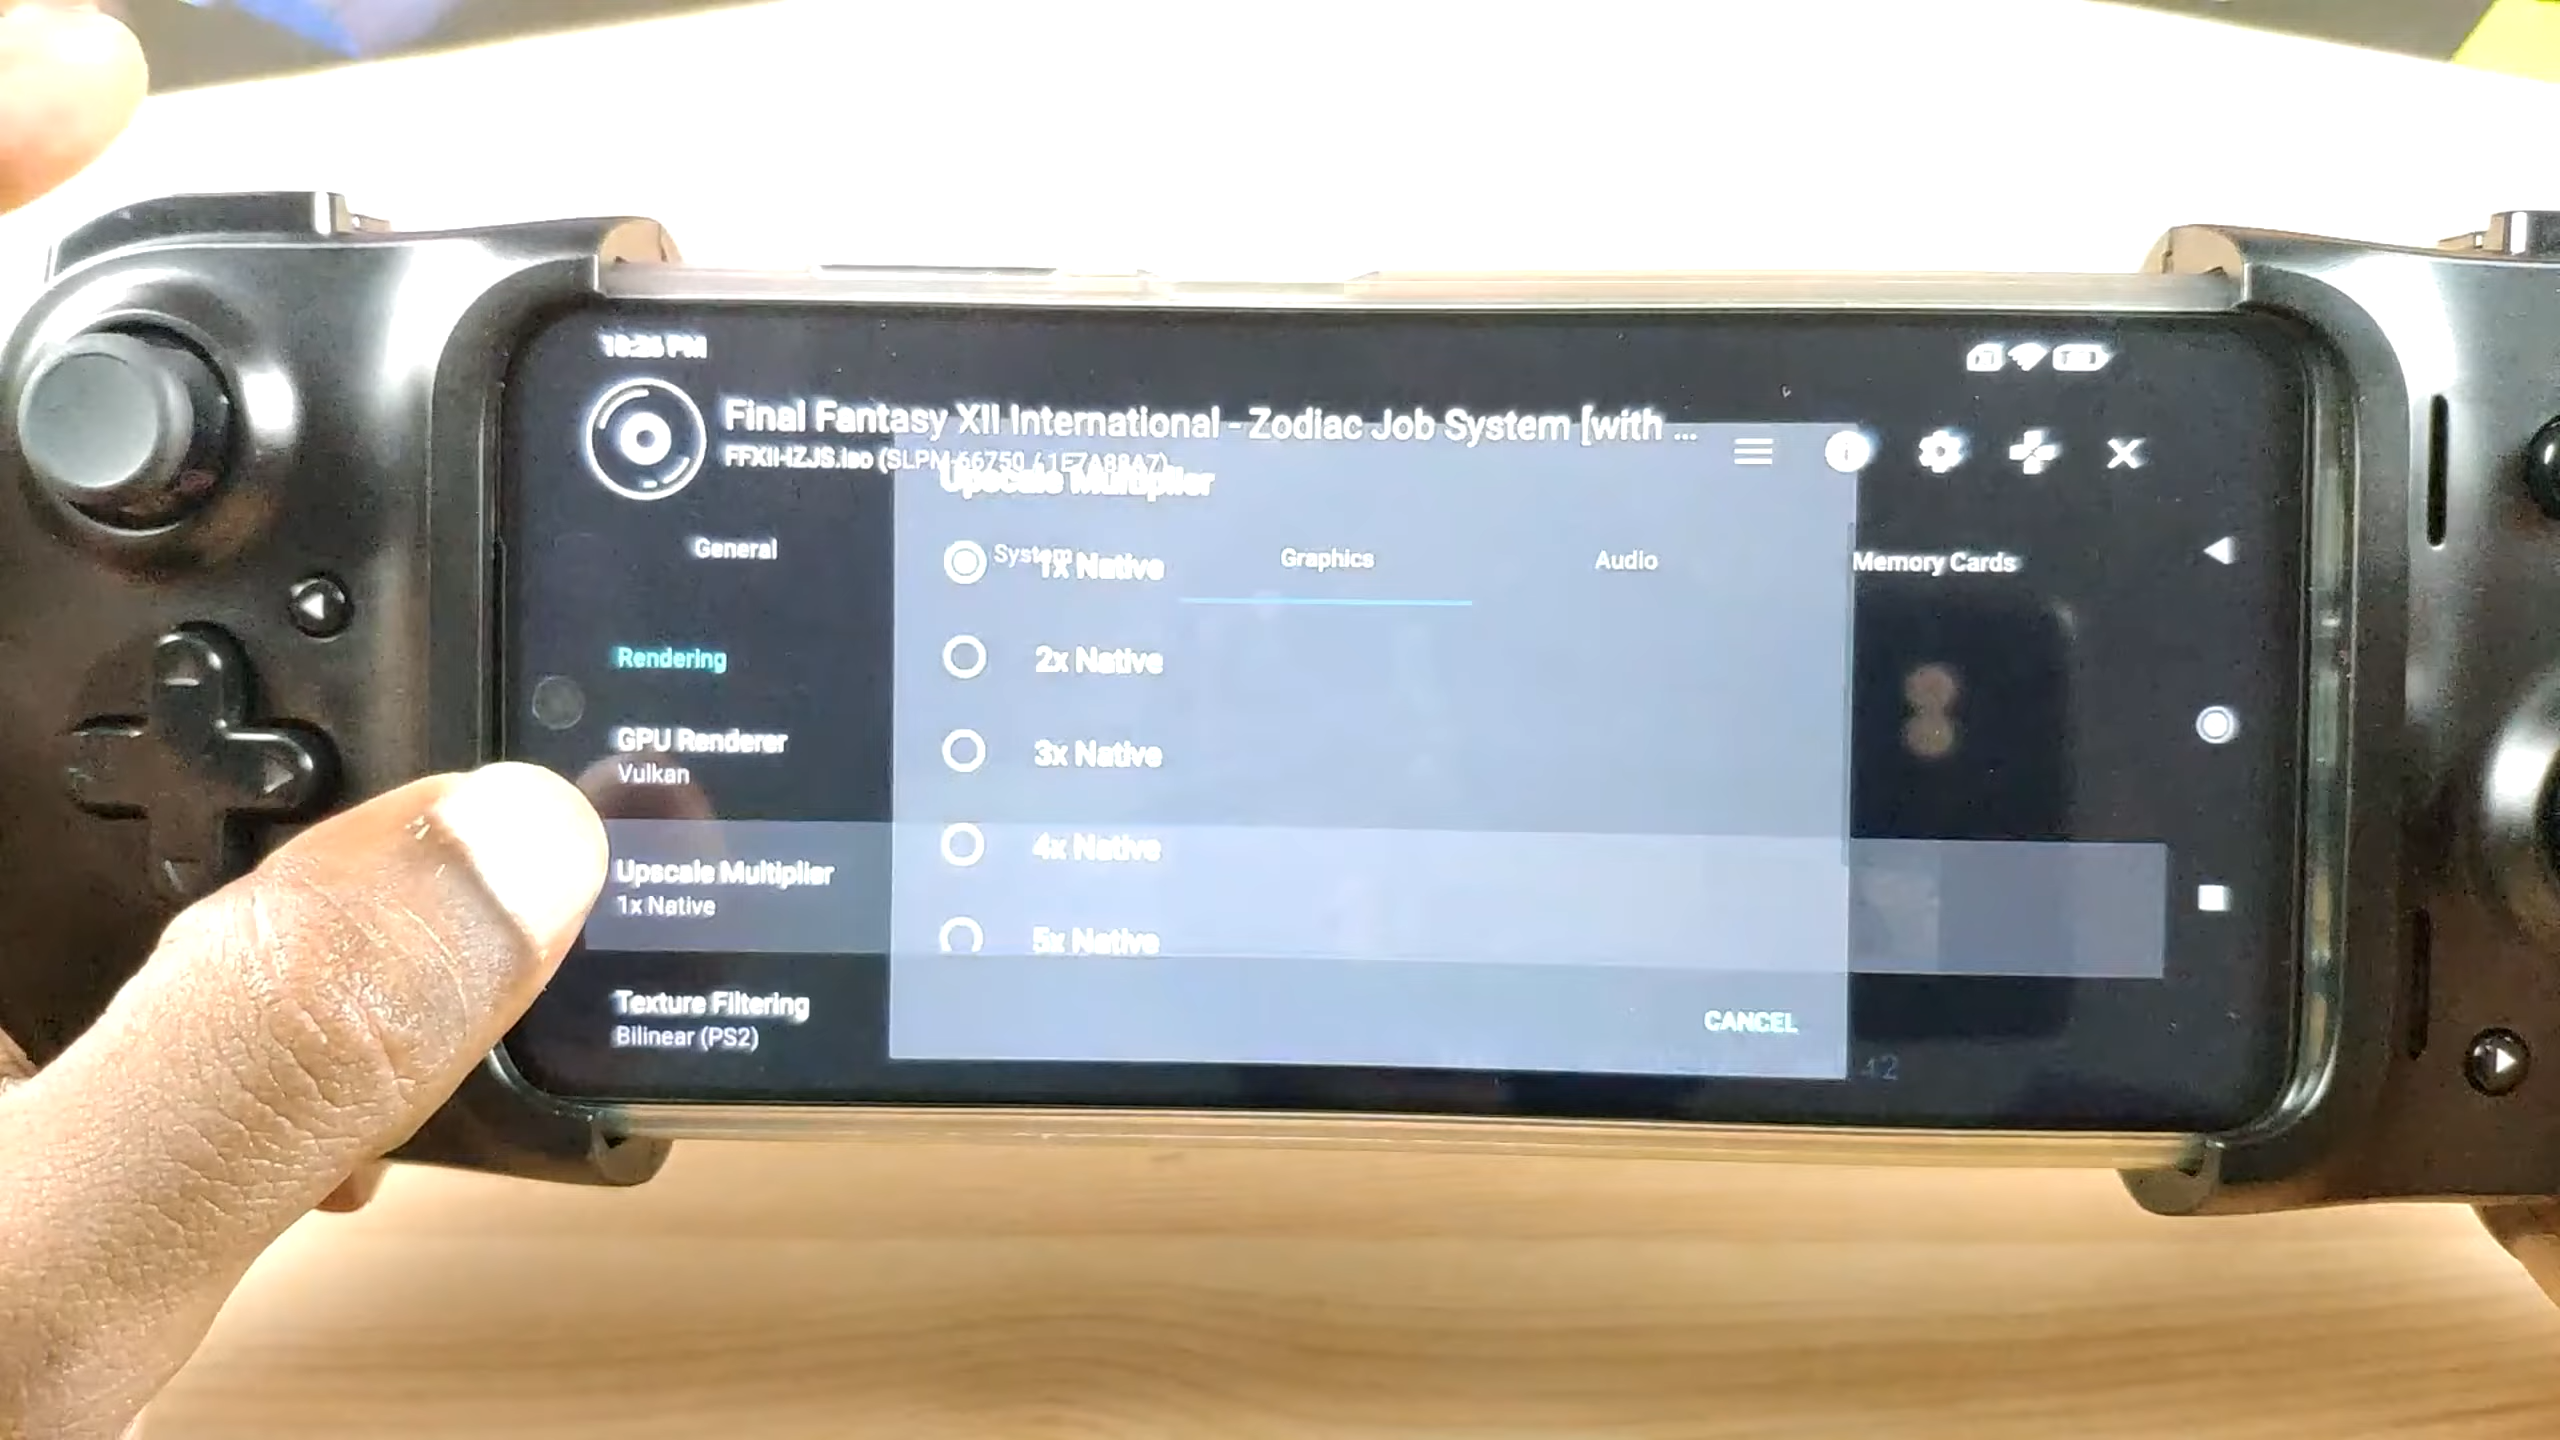 Final Fantasy XII International - Zodiac Job System [with ...
FFXII-IZJS.iso (SLPM-66750
Upscale Multiplier
General
System
Graphics
Audio
Memory Cards
1x Native
2x Native
3x Native
4x Native
5x Native
CANCEL
Rendering
GPU Renderer
Vulkan
Upscale Multiplier
1x Native
Texture Filtering
Bilinear (PS2)